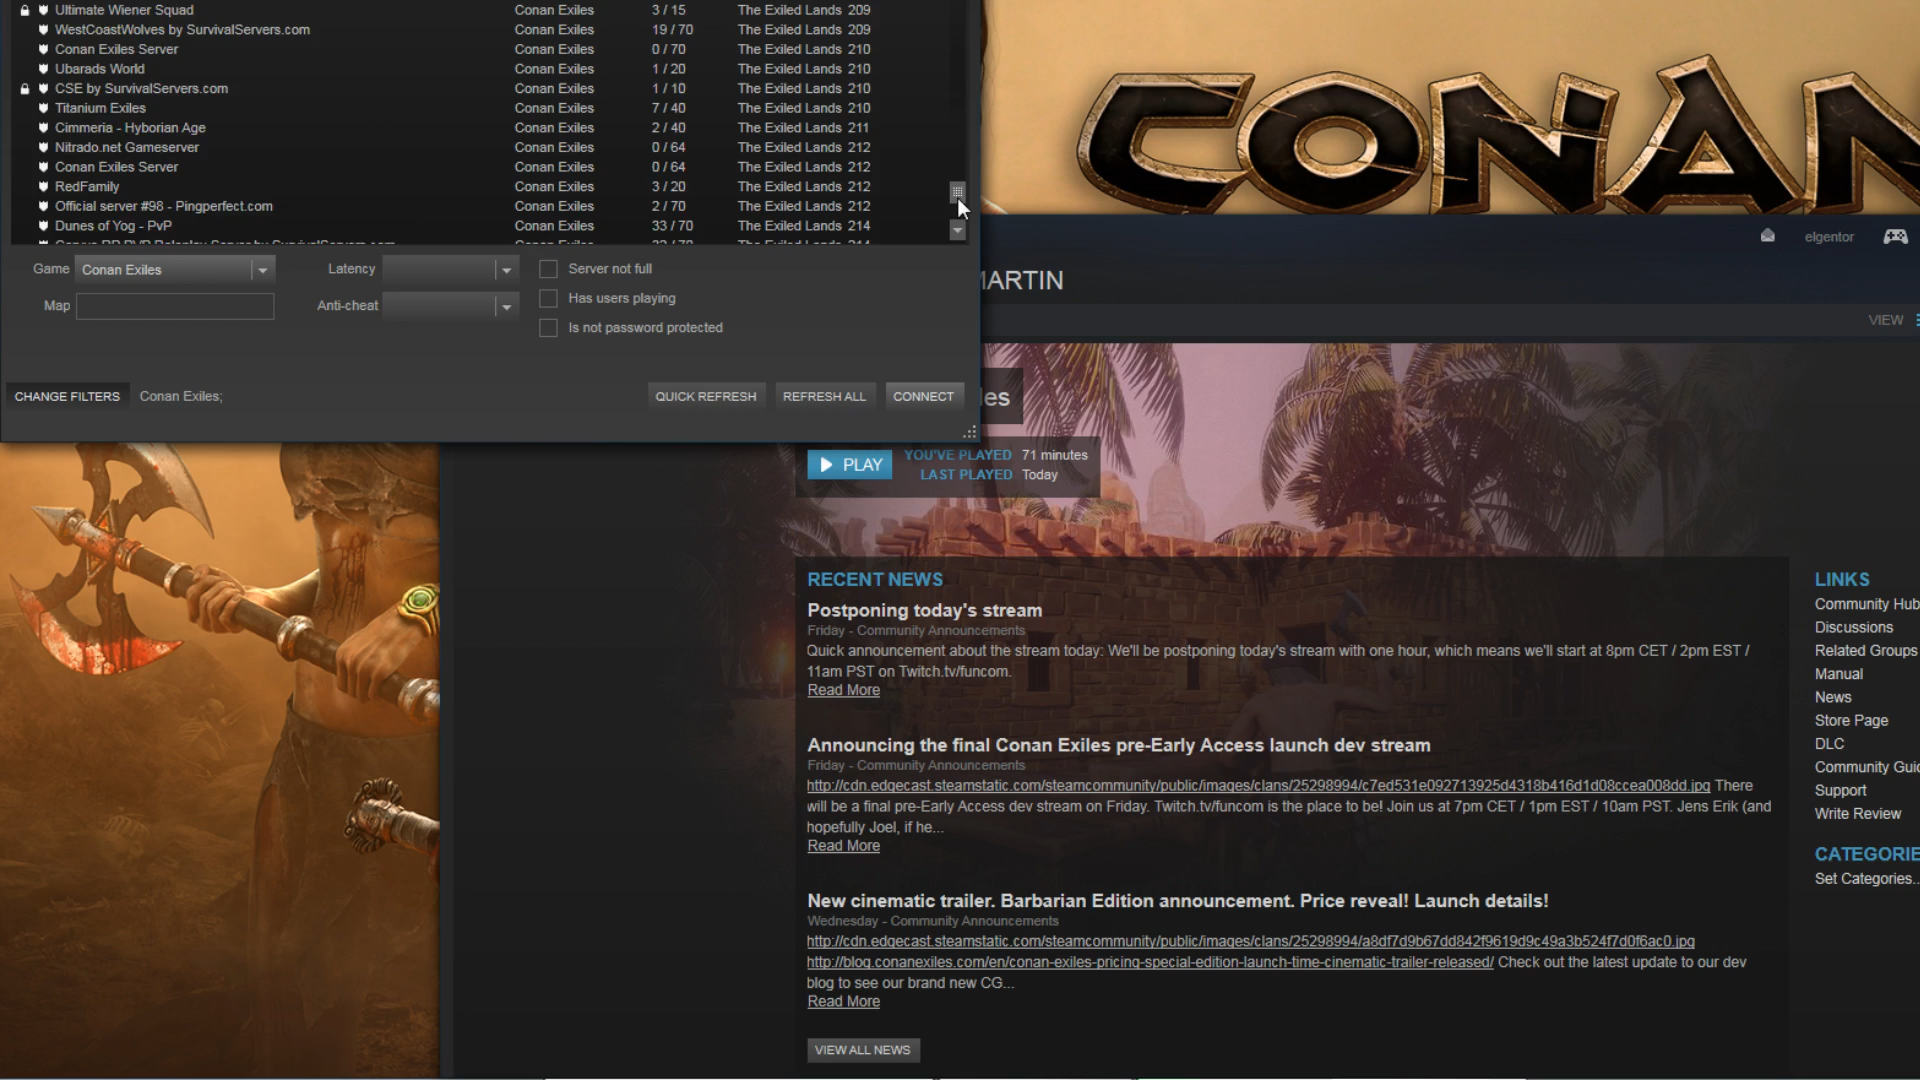 Ultimate Wiener Squad Conan Exiles 3 / 15 The Exiled Lands 209
WestCoastWolves by SurvivalServers.com Conan Exiles 19 / 70 The Exiled Lands 209
Conan Exiles Server Conan Exiles 0 / 70 The Exiled Lands 210
Ubarads World Conan Exiles 1 / 20 The Exiled Lands 210
CSE by SurvivalServers.com Conan Exiles 1 / 10 The Exiled Lands 210
Titanium Exiles Conan Exiles 7 / 40 The Exiled Lands 210
Cimmeria - Hyborian Age Conan Exiles 2 / 40 The Exiled Lands 211
Nitrado.net Gameserver Conan Exiles 0 / 64 The Exiled Lands 212
Conan Exiles Server Conan Exiles 0 / 64 The Exiled Lands 212
RedFamily Conan Exiles 3 / 20 The Exiled Lands 212
Official server #98 - Pingperfect.com Conan Exiles 2 / 70 The Exiled Lands 212
Dunes of Yog - PvP Conan Exiles 33 / 70 The Exiled Lands 214
Game Conan Exiles Latency Server not full
Map Anti-cheat Has users playing
Is not password protected
CHANGE FILTERS Conan Exiles; QUICK REFRESH REFRESH ALL CONNECT
CONAN
elgentor
MARTIN
VIEW
es
PLAY YOU'VE PLAYED 71 minutes
LAST PLAYED Today
RECENT NEWS
Postponing today's stream
Friday - Community Announcements
Quick announcement about the stream today: We'll be postponing today's stream with one hour, which means we'll start at 8pm CET / 2pm EST /
11am PST on Twitch.tv/funcom.
Read More
Announcing the final Conan Exiles pre-Early Access launch dev stream
Friday - Community Announcements
http://cdn.edgecast.steamstatic.com/steamcommunity/public/images/clans/25298994/c7ed531e092713925d4318b416d1d08ccea008dd.jpg There
will be a final pre-Early Access dev stream on Friday. Twitch.tv/funcom is the place to be! Join us at 7pm CET / 1pm EST / 10am PST. Jens Erik (and
hopefully Joel, if he...
Read More
New cinematic trailer. Barbarian Edition announcement. Price reveal! Launch details!
Wednesday - Community Announcements
http://cdn.edgecast.steamstatic.com/steamcommunity/public/images/clans/25298994/a8df7d9b67dd842f9619d9c49a3b524f7d0f6ac0.jpg
http://blog.conanexiles.com/en/conan-exiles-pricing-special-edition-launch-time-cinematic-trailer-released/ Check out the latest update to our dev
blog to see our brand new CG...
Read More
VIEW ALL NEWS
LINKS
Community Hub
Discussions
Related Groups
Manual
News
Store Page
DLC
Community Guid
Support
Write Review
CATEGORIE
Set Categories..